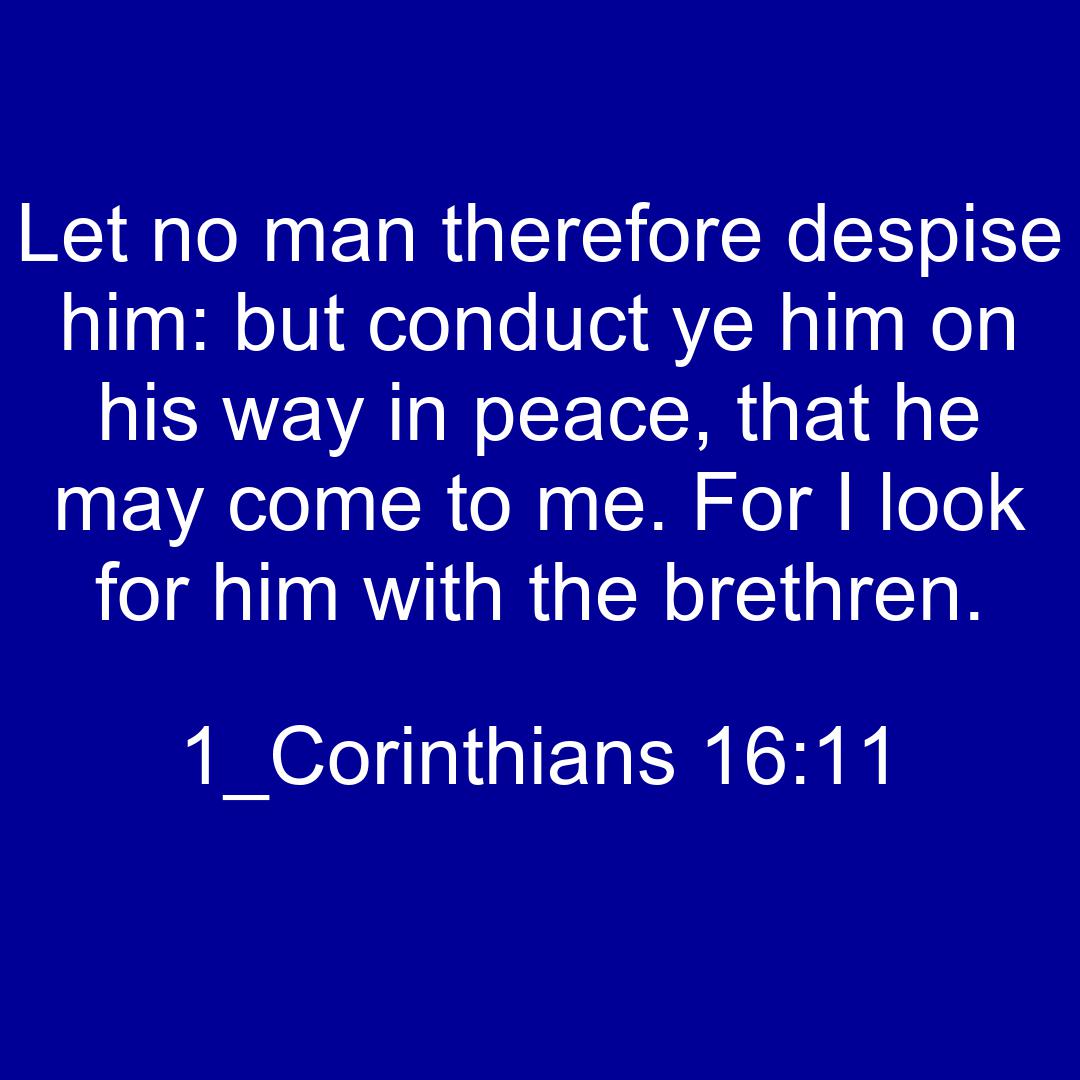 Let no man therefore despise
him: but conduct ye him on
his way in peace, that he
may come to me. For I look
for him with the brethren.
1_Corinthians 16:11